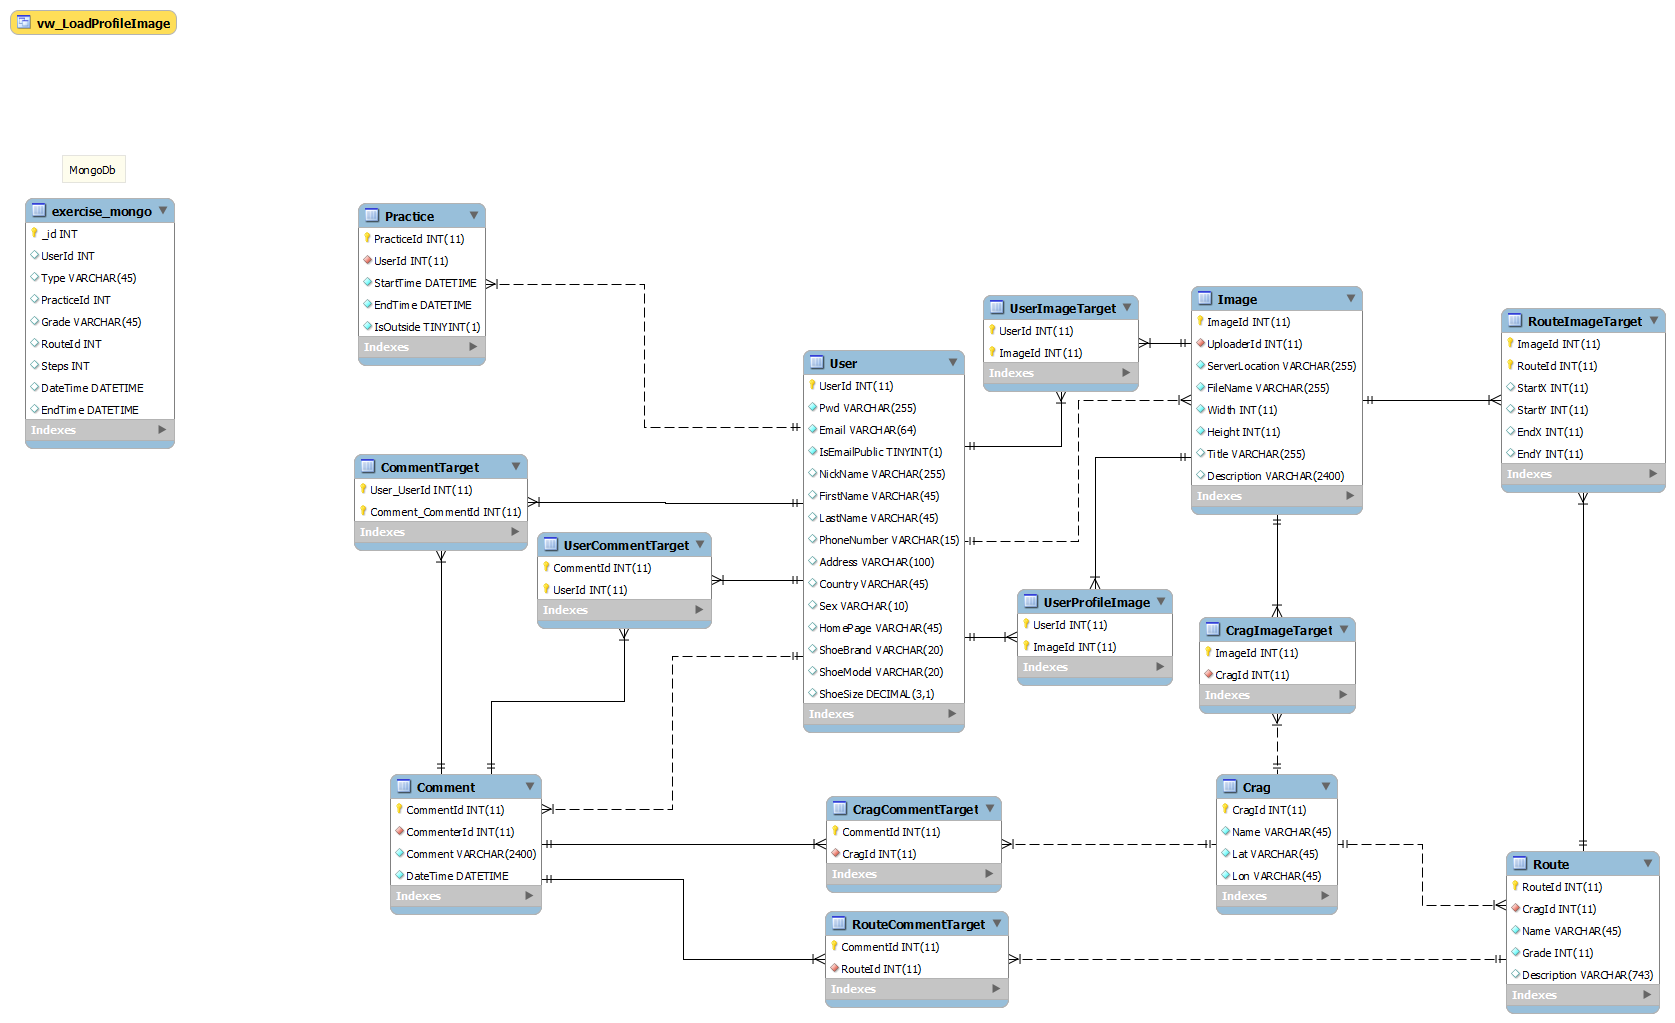 vw_LoadProfileImage
MongoDb
exercise_mongo
_id INT
UserId INT
Type VARCHAR(45)
PracticeId INT
Grade VARCHAR(45)
RouteId INT
Steps INT
DateTime DATETIME
EndTime DATETIME
Indexes
Practice
PracticeId INT(11)
UserId INT(11)
StartTime DATETIME
EndTime DATETIME
IsOutside TINYINT(1)
Indexes
CommentTarget
User_UserId INT(11)
Comment_CommentId INT(11)
Indexes
UserCommentTarget
CommentId INT(11)
UserId INT(11)
Indexes
User
UserId INT(11)
Pwd VARCHAR(255)
Email VARCHAR(64)
IsEmailPublic TINYINT(1)
NickName VARCHAR(255)
FirstName VARCHAR(45)
LastName VARCHAR(45)
PhoneNumber VARCHAR(15)
Address VARCHAR(100)
Country VARCHAR(45)
Sex VARCHAR(10)
HomePage VARCHAR(45)
ShoeBrand VARCHAR(20)
ShoeModel VARCHAR(20)
ShoeSize DECIMAL(3,1)
Indexes
UserImageTarget
UserId INT(11)
ImageId INT(11)
Indexes
Image
ImageId INT(11)
UploaderId INT(11)
ServerLocation VARCHAR(255)
FileName VARCHAR(255)
Width INT(11)
Height INT(11)
Title VARCHAR(255)
Description VARCHAR(2400)
Indexes
RouteImageTarget
ImageId INT(11)
RouteId INT(11)
StartX INT(11)
StartY INT(11)
EndX INT(11)
EndY INT(11)
Indexes
UserProfileImage
UserId INT(11)
ImageId INT(11)
Indexes
CragImageTarget
ImageId INT(11)
CragId INT(11)
Indexes
Comment
CommentId INT(11)
CommenterId INT(11)
Comment VARCHAR(2400)
DateTime DATETIME
Indexes
CragCommentTarget
CommentId INT(11)
CragId INT(11)
Indexes
RouteCommentTarget
CommentId INT(11)
RouteId INT(11)
Indexes
Crag
CragId INT(11)
Name VARCHAR(45)
Lat VARCHAR(45)
Lon VARCHAR(45)
Indexes
Route
RouteId INT(11)
CragId INT(11)
Name VARCHAR(45)
Grade INT(11)
Description VARCHAR(743)
Indexes